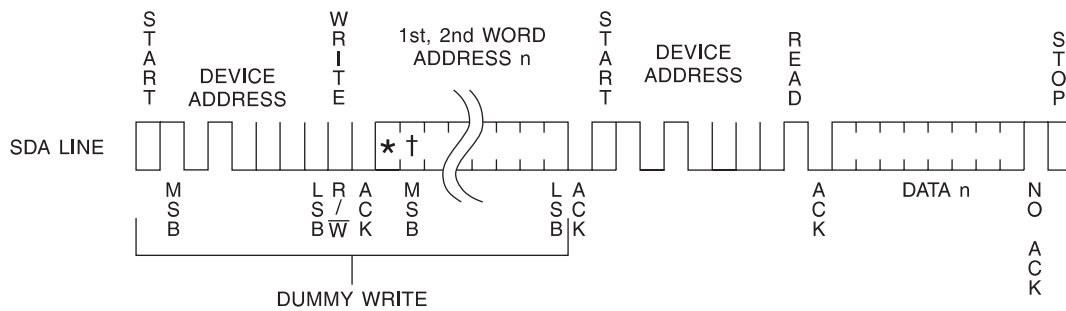 START
WRITE
1st, 2nd WORD
ADDRESS n
START
DEVICE
ADDRESS
READ
STOP
DEVICE
ADDRESS
SDA LINE
* †
MSB
LSB
R/W̅
ACK
MSB
LSB
ACK
ACK
DATA n
NO ACK
DUMMY WRITE